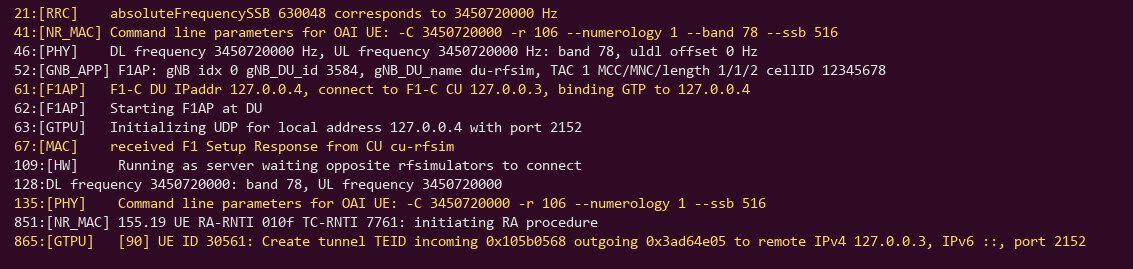 21:[RRC] absoluteFrequencySSB 630048 corresponds to 3450720000 Hz
41:[NR_MAC] Command line parameters for OAI UE: -C 3450720000 -r 106 --numerology 1 --band 78 --ssb 516
46:[PHY] DL frequency 3450720000 Hz, UL frequency 3450720000 Hz: band 78, uldl offset 0 Hz
52:[GNB_APP] F1AP: gNB idx 0 gNB_DU_id 3584, gNB_DU_name du-rfsim, TAC 1 MCC/MNC/length 1/1/2 cellID 12345678
61:[F1AP] F1-C DU IPaddr 127.0.0.4, connect to F1-C CU 127.0.0.3, binding GTP to 127.0.0.4
62:[F1AP] Starting F1AP at DU
63:[GTPU] Initializing UDP for local address 127.0.0.4 with port 2152
67:[MAC] received F1 Setup Response from CU cu-rfsim
109:[HW] Running as server waiting opposite rfsimulators to connect
128:DL frequency 3450720000: band 78, UL frequency 3450720000
135:[PHY] Command line parameters for OAI UE: -C 3450720000 -r 106 --numerology 1 --ssb 516
851:[NR_MAC] 155.19 UE RA-RNTI 010f TC-RNTI 7761: initiating RA procedure
865:[GTPU] [90] UE ID 30561: Create tunnel TEID incoming 0x105b0568 outgoing 0x3ad64e05 to remote IPv4 127.0.0.3, IPv6 ::, port 2152